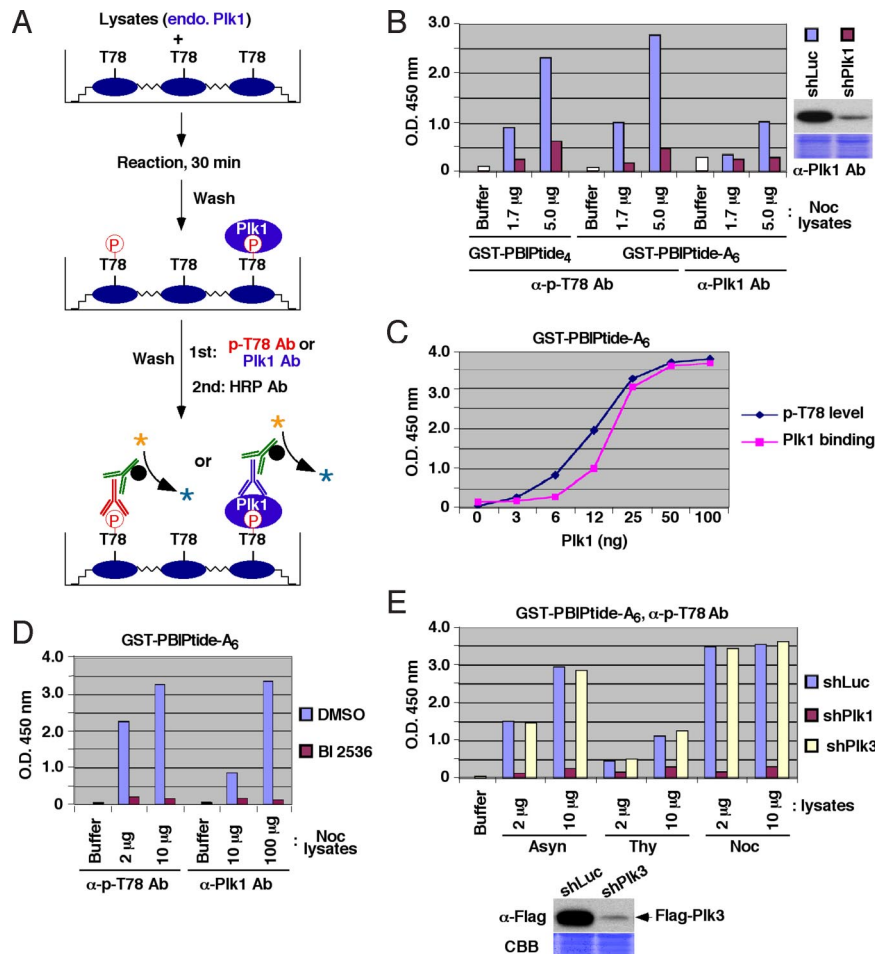 A
Lysates (endo. Plk1)
+
T78 T78 T78
Reaction, 30 min
Wash
P Plk1 P
T78 T78 T78
Wash 1st: p-T78 Ab or
Plk1 Ab
2nd: HRP Ab
* * or * *
P Plk1 P
T78 T78 T78
B
O.D. 450 nm
3.0
2.0
1.0
0
Buffer 1.7 µg 5.0 µg Buffer 1.7 µg 5.0 µg Buffer 1.7 µg 5.0 µg : Noc lysates
GST-PBIPtide4 GST-PBIPtide-A6
α-p-T78 Ab α-Plk1 Ab
shLuc shPlk1
α-Plk1 Ab
C
GST-PBIPtide-A6
O.D. 450 nm
4.0
3.0
2.0
1.0
0
0 3 6 12 25 50 100
Plk1 (ng)
p-T78 level
Plk1 binding
D
GST-PBIPtide-A6
O.D. 450 nm
4.0
3.0
2.0
1.0
0
DMSO
BI 2536
Buffer 2 µg 10 µg Buffer 10 µg 100 µg : Noc lysates
α-p-T78 Ab α-Plk1 Ab
E
GST-PBIPtide-A6, α-p-T78 Ab
O.D. 450 nm
4.0
3.0
2.0
1.0
0
shLuc
shPlk1
shPlk3
Buffer 2 µg 10 µg 2 µg 10 µg 2 µg 10 µg : lysates
Asyn Thy Noc
shLuc shPlk3
α-Flag Flag-Plk3
CBB